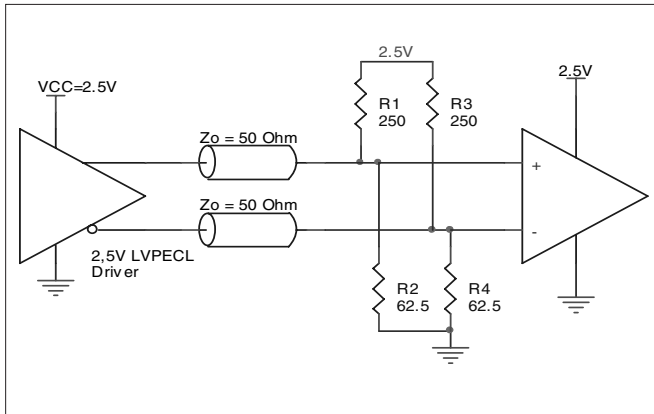 2.5V
VCC=2.5V
2.5V
R1
250
R3
250
Zo = 50 Ohm
+
Zo = 50 Ohm
-
2,5V LVPECL
Driver
R2
62.5
R4
62.5